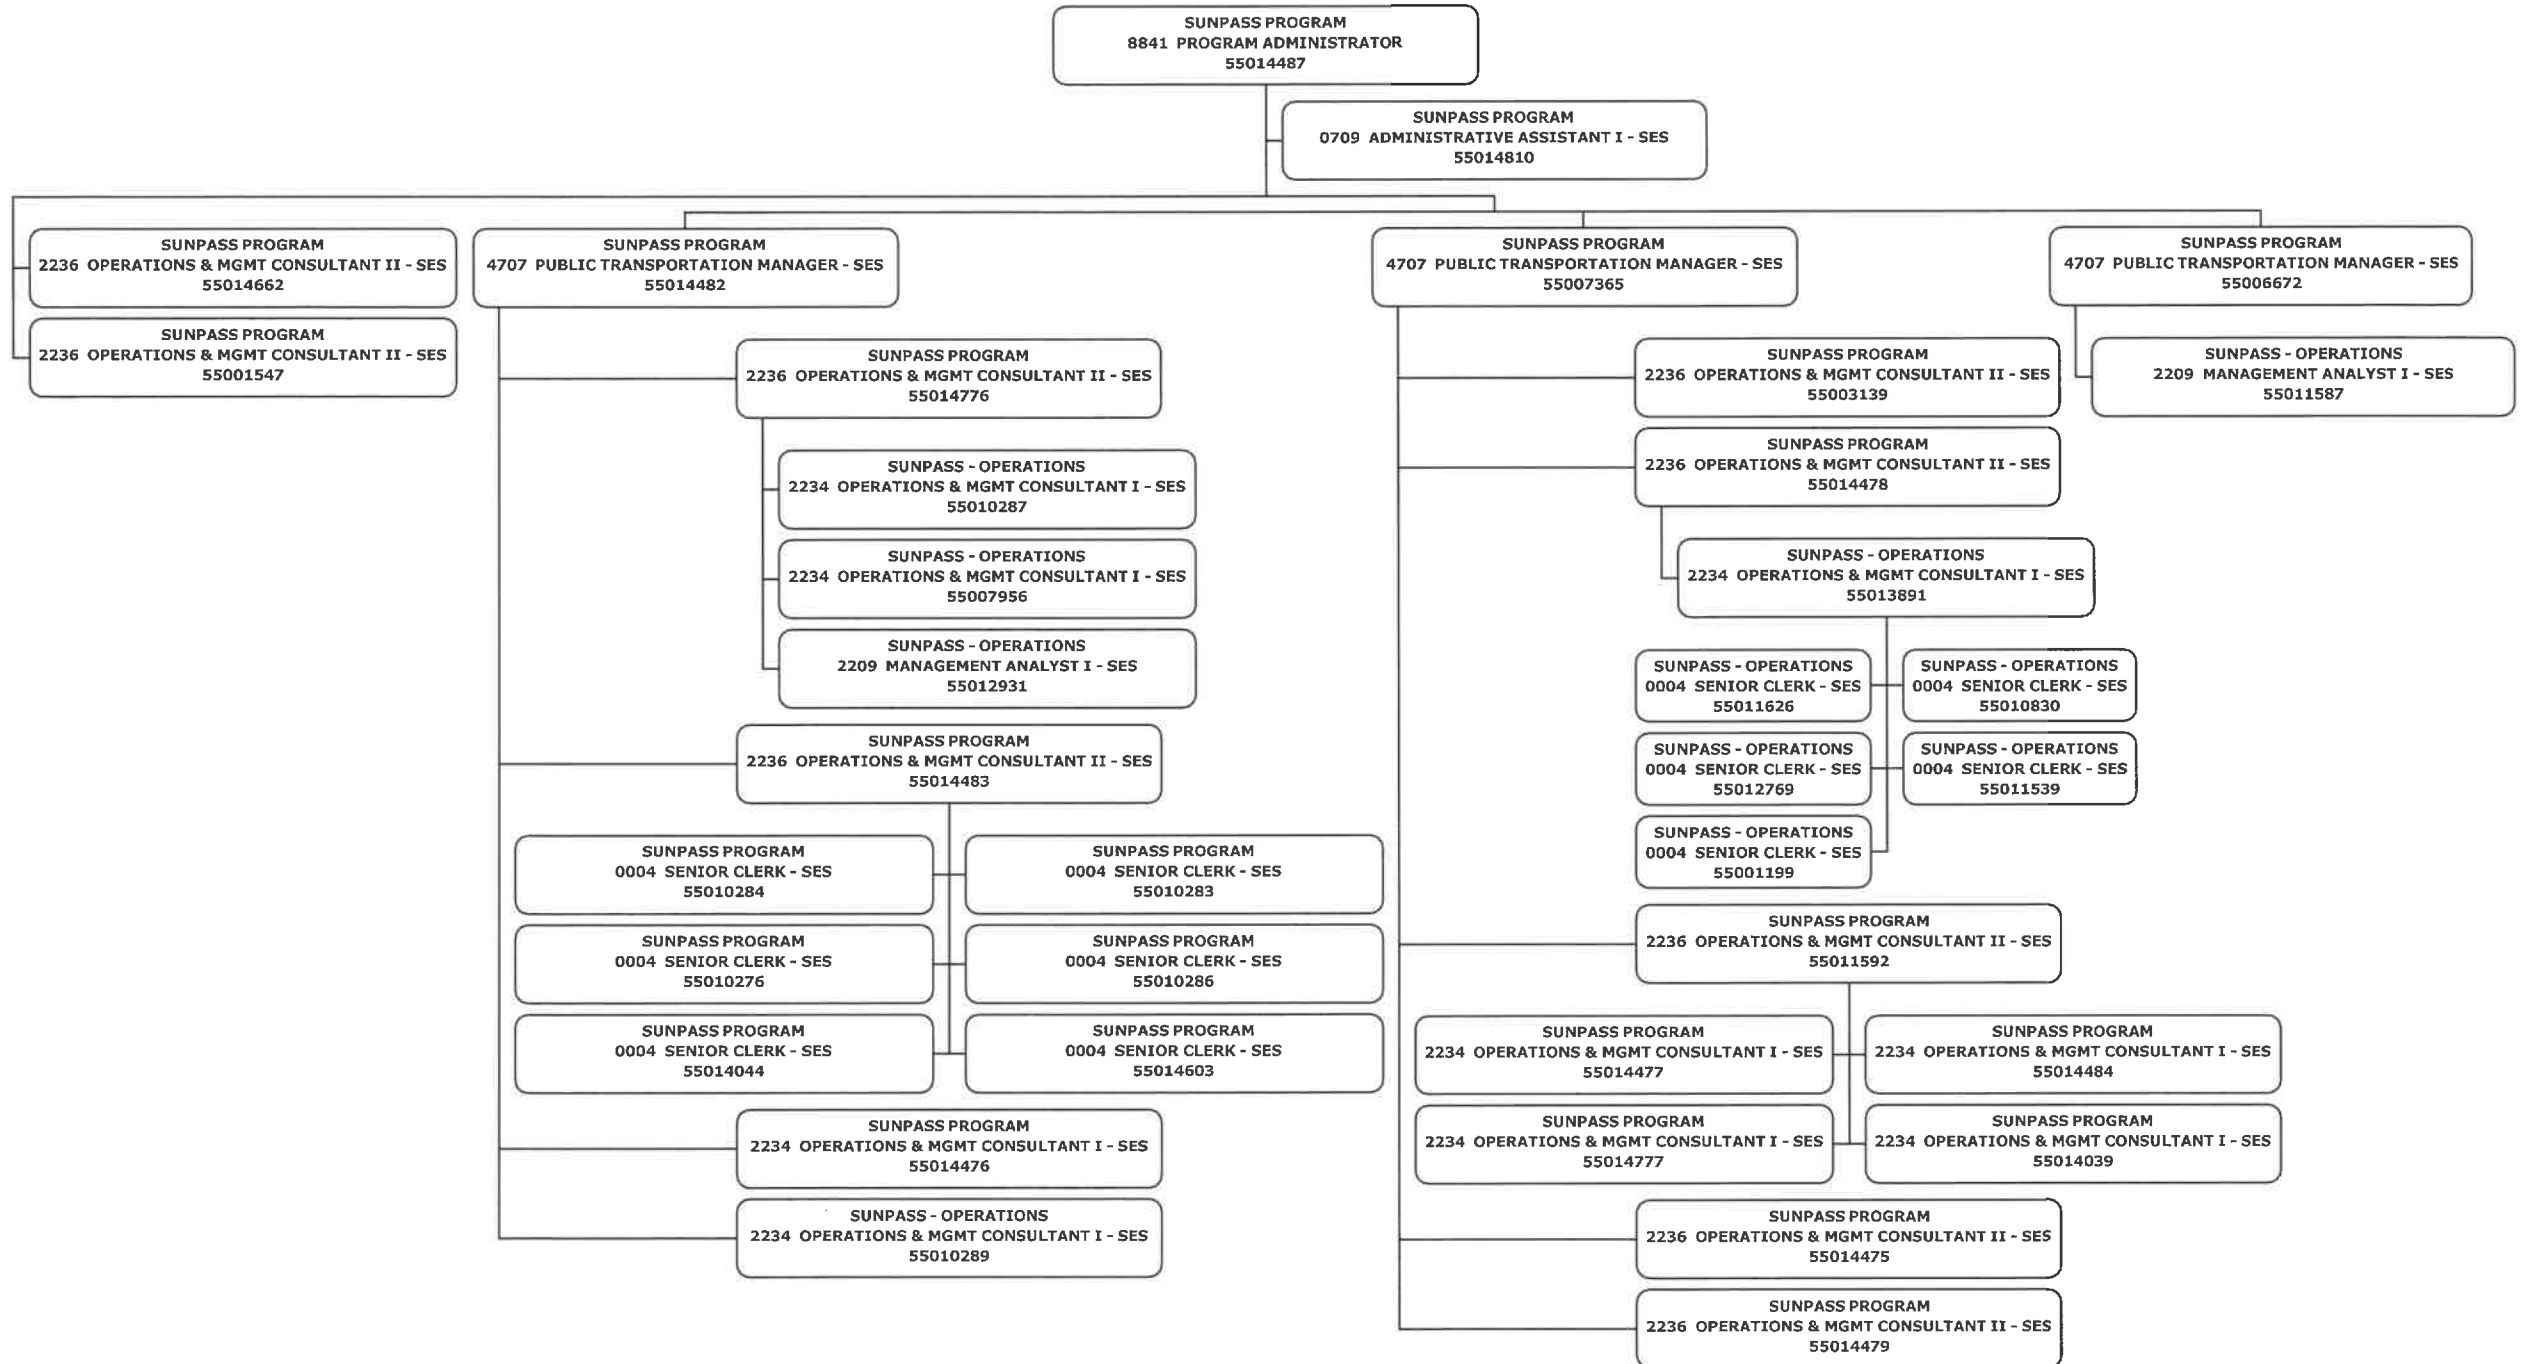 SUNPASS PROGRAM
8841 PROGRAM ADMINISTRATOR
55014487
SUNPASS PROGRAM
0709 ADMINISTRATIVE ASSISTANT I - SES
55014810
SUNPASS PROGRAM
2236 OPERATIONS & MGMT CONSULTANT II - SES
55014662
SUNPASS PROGRAM
2236 OPERATIONS & MGMT CONSULTANT II - SES
55001547
SUNPASS PROGRAM
4707 PUBLIC TRANSPORTATION MANAGER - SES
55014482
SUNPASS PROGRAM
2236 OPERATIONS & MGMT CONSULTANT II - SES
55014776
SUNPASS - OPERATIONS
2234 OPERATIONS & MGMT CONSULTANT I - SES
55010287
SUNPASS - OPERATIONS
2234 OPERATIONS & MGMT CONSULTANT I - SES
55007956
SUNPASS - OPERATIONS
2209 MANAGEMENT ANALYST I - SES
55012931
SUNPASS PROGRAM
2236 OPERATIONS & MGMT CONSULTANT II - SES
55014483
SUNPASS PROGRAM
0004 SENIOR CLERK - SES
55010284
SUNPASS PROGRAM
0004 SENIOR CLERK - SES
55010283
SUNPASS PROGRAM
0004 SENIOR CLERK - SES
55010276
SUNPASS PROGRAM
0004 SENIOR CLERK - SES
55010286
SUNPASS PROGRAM
0004 SENIOR CLERK - SES
55014044
SUNPASS PROGRAM
0004 SENIOR CLERK - SES
55014603
SUNPASS PROGRAM
2234 OPERATIONS & MGMT CONSULTANT I - SES
55014476
SUNPASS - OPERATIONS
2234 OPERATIONS & MGMT CONSULTANT I - SES
55010289
SUNPASS PROGRAM
4707 PUBLIC TRANSPORTATION MANAGER - SES
55007365
SUNPASS PROGRAM
2236 OPERATIONS & MGMT CONSULTANT II - SES
55003139
SUNPASS PROGRAM
2236 OPERATIONS & MGMT CONSULTANT II - SES
55014478
SUNPASS - OPERATIONS
2234 OPERATIONS & MGMT CONSULTANT I - SES
55013891
SUNPASS - OPERATIONS
0004 SENIOR CLERK - SES
55011626
SUNPASS - OPERATIONS
0004 SENIOR CLERK - SES
55010830
SUNPASS - OPERATIONS
0004 SENIOR CLERK - SES
55012769
SUNPASS - OPERATIONS
0004 SENIOR CLERK - SES
55011539
SUNPASS - OPERATIONS
0004 SENIOR CLERK - SES
55001199
SUNPASS PROGRAM
2236 OPERATIONS & MGMT CONSULTANT II - SES
55011592
SUNPASS PROGRAM
2234 OPERATIONS & MGMT CONSULTANT I - SES
55014477
SUNPASS PROGRAM
2234 OPERATIONS & MGMT CONSULTANT I - SES
55014484
SUNPASS PROGRAM
2234 OPERATIONS & MGMT CONSULTANT I - SES
55014777
SUNPASS PROGRAM
2234 OPERATIONS & MGMT CONSULTANT I - SES
55014039
SUNPASS PROGRAM
2236 OPERATIONS & MGMT CONSULTANT II - SES
55014475
SUNPASS PROGRAM
2236 OPERATIONS & MGMT CONSULTANT II - SES
55014479
SUNPASS PROGRAM
4707 PUBLIC TRANSPORTATION MANAGER - SES
55006672
SUNPASS - OPERATIONS
2209 MANAGEMENT ANALYST I - SES
55011587